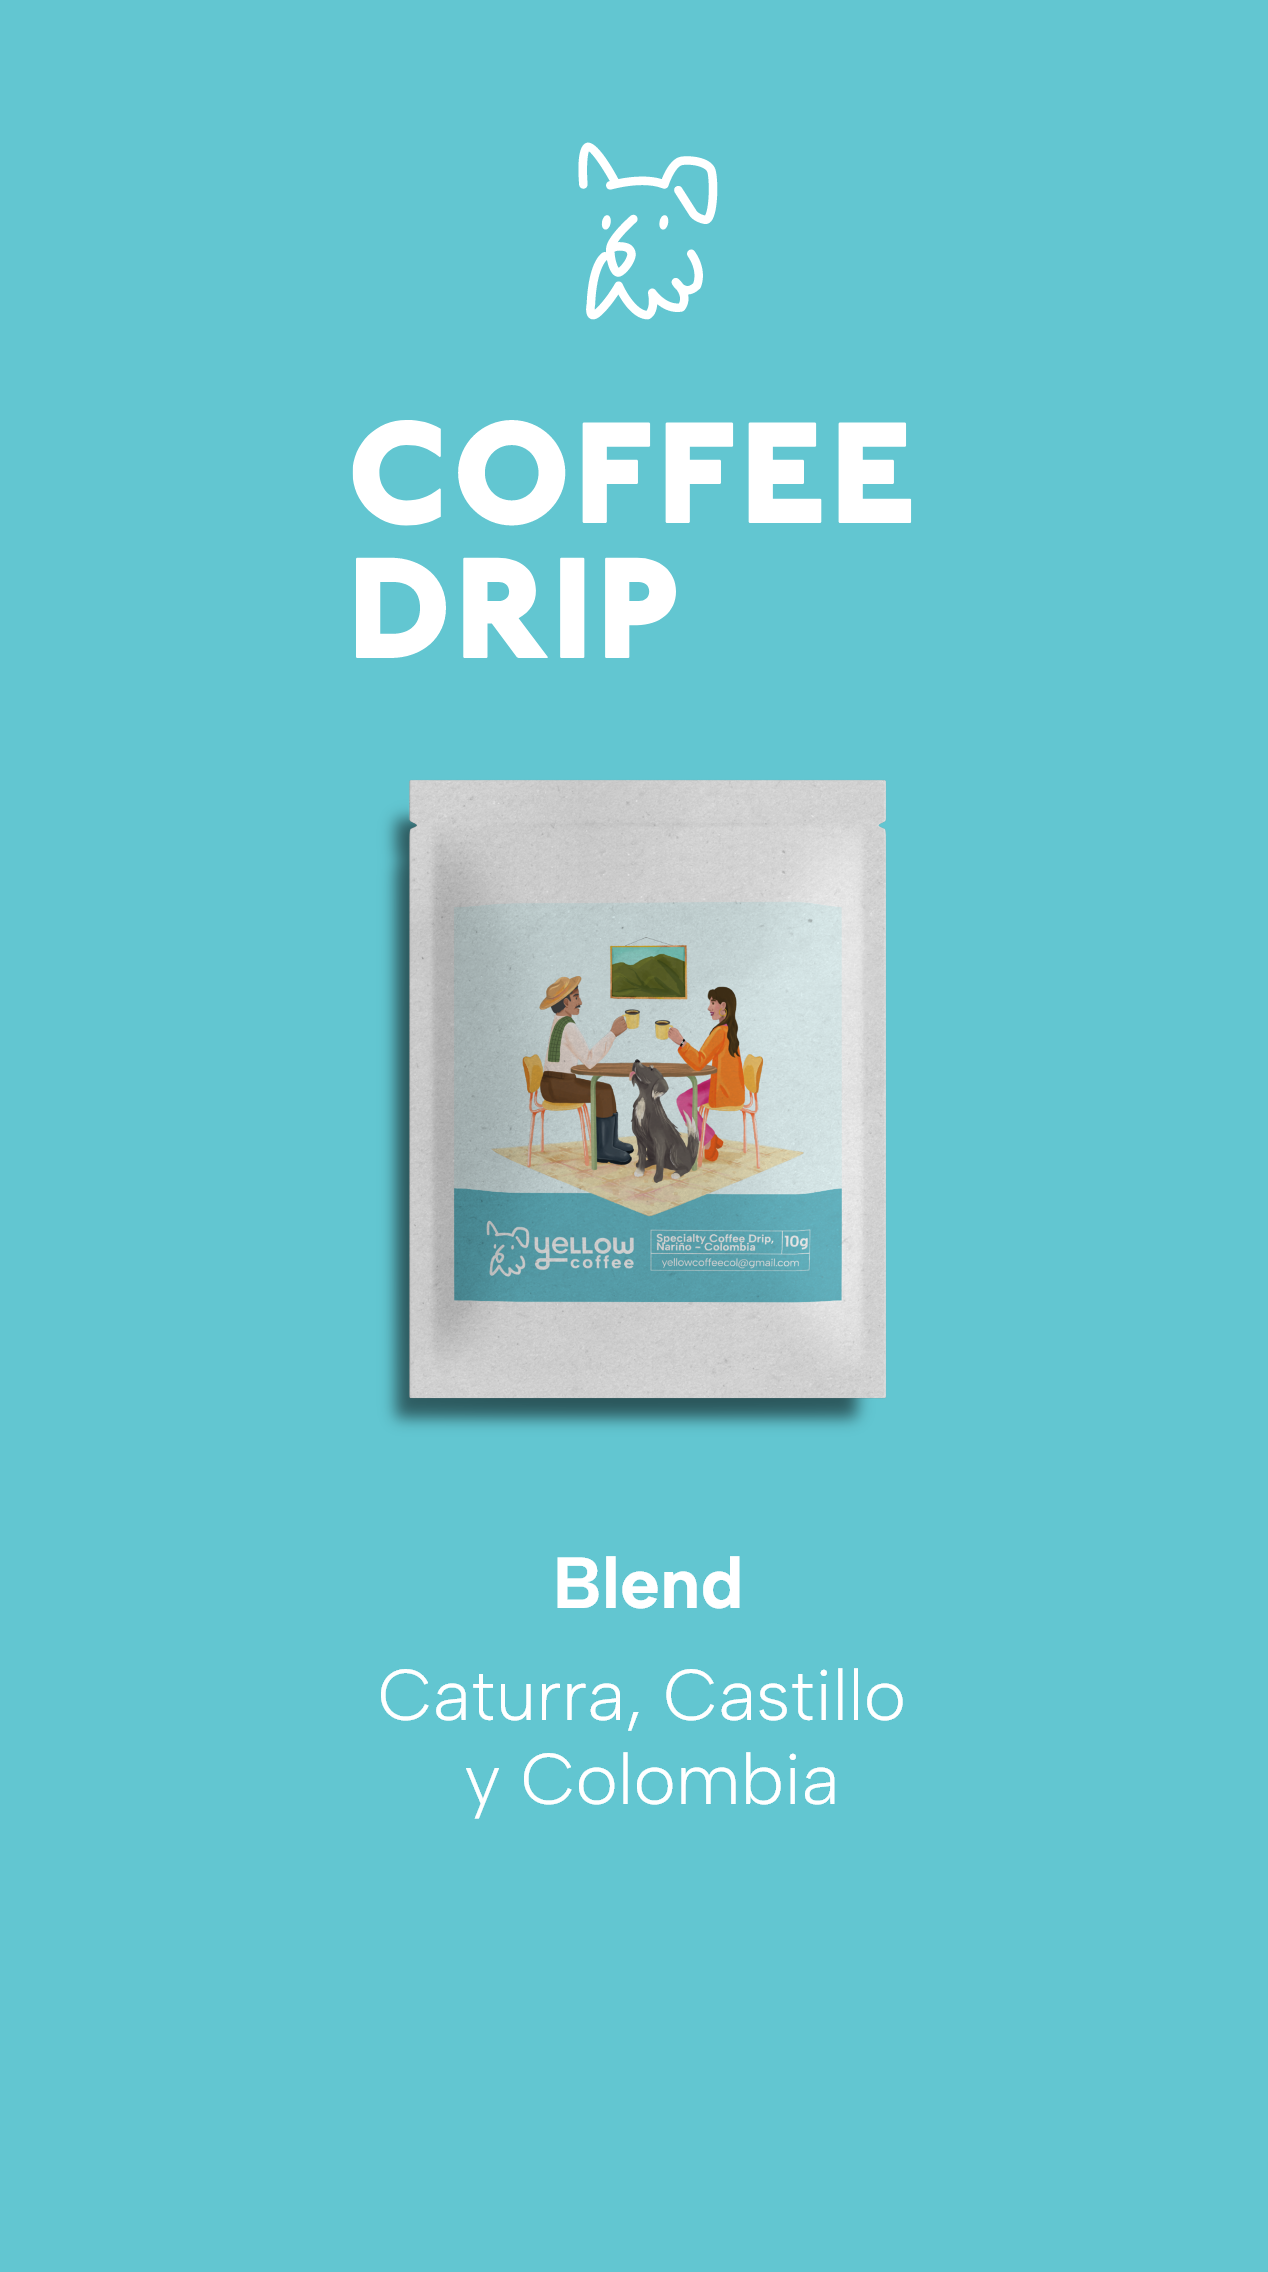 COFFEE
DRIP
yellow
coffee
Specialty Coffee Drip,
Nariño - Colombia
10g
yellowcoffeecol@gmail.com
Blend
Caturra, Castillo
y Colombia